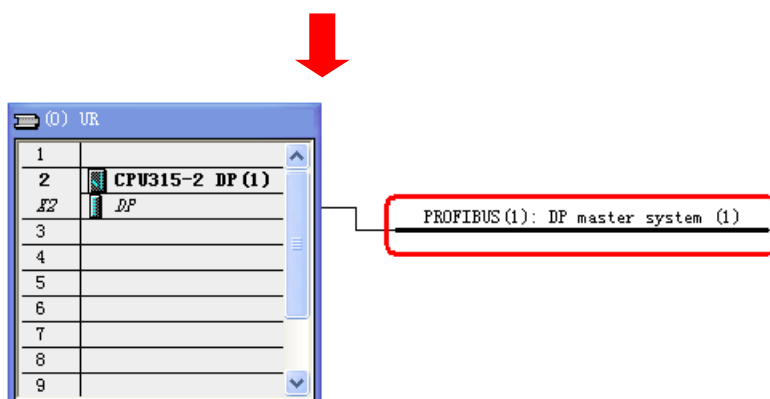 (0) UR
1
2 CPU315-2 DP(1)
X2 DP
3
4
5
6
7
8
9
PROFIBUS(1): DP master system (1)